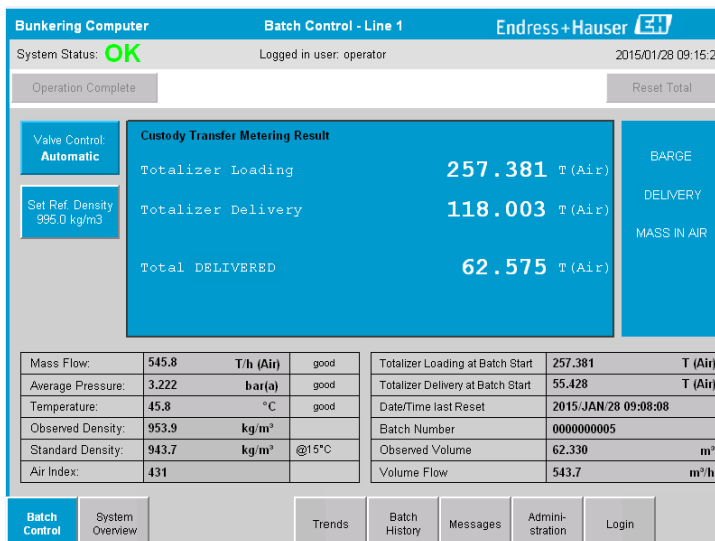 Bunkering Computer Batch Control - Line 1 Endress+Hauser EH
System Status: OK Logged in user: operator 2015/01/28 09:15:2
Operation Complete Reset Total
Valve Control:
Automatic
Set Ref. Density
995.0 kg/m3
Custody Transfer Metering Result
Totalizer Loading 257.381 T(Air)
Totalizer Delivery 118.003 T(Air)
Total DELIVERED 62.575 T(Air)
BARGE
DELIVERY
MASS IN AIR
Mass Flow: 545.8 T/h (Air) good
Average Pressure: 3.222 bar(a) good
Temperature: 45.8 °C good
Observed Density: 953.9 kg/m³
Standard Density: 943.7 kg/m³ @15°C
Air Index: 431
Totalizer Loading at Batch Start 257.381 T (Air)
Totalizer Delivery at Batch Start 55.428 T (Air)
Date/Time last Reset 2015/JAN/28 09:08:08
Batch Number 0000000005
Observed Volume 62.330 m³
Volume Flow 543.7 m³/h
Batch
Control
System
Overview
Trends
Batch
History
Messages
Admini-
stration
Login